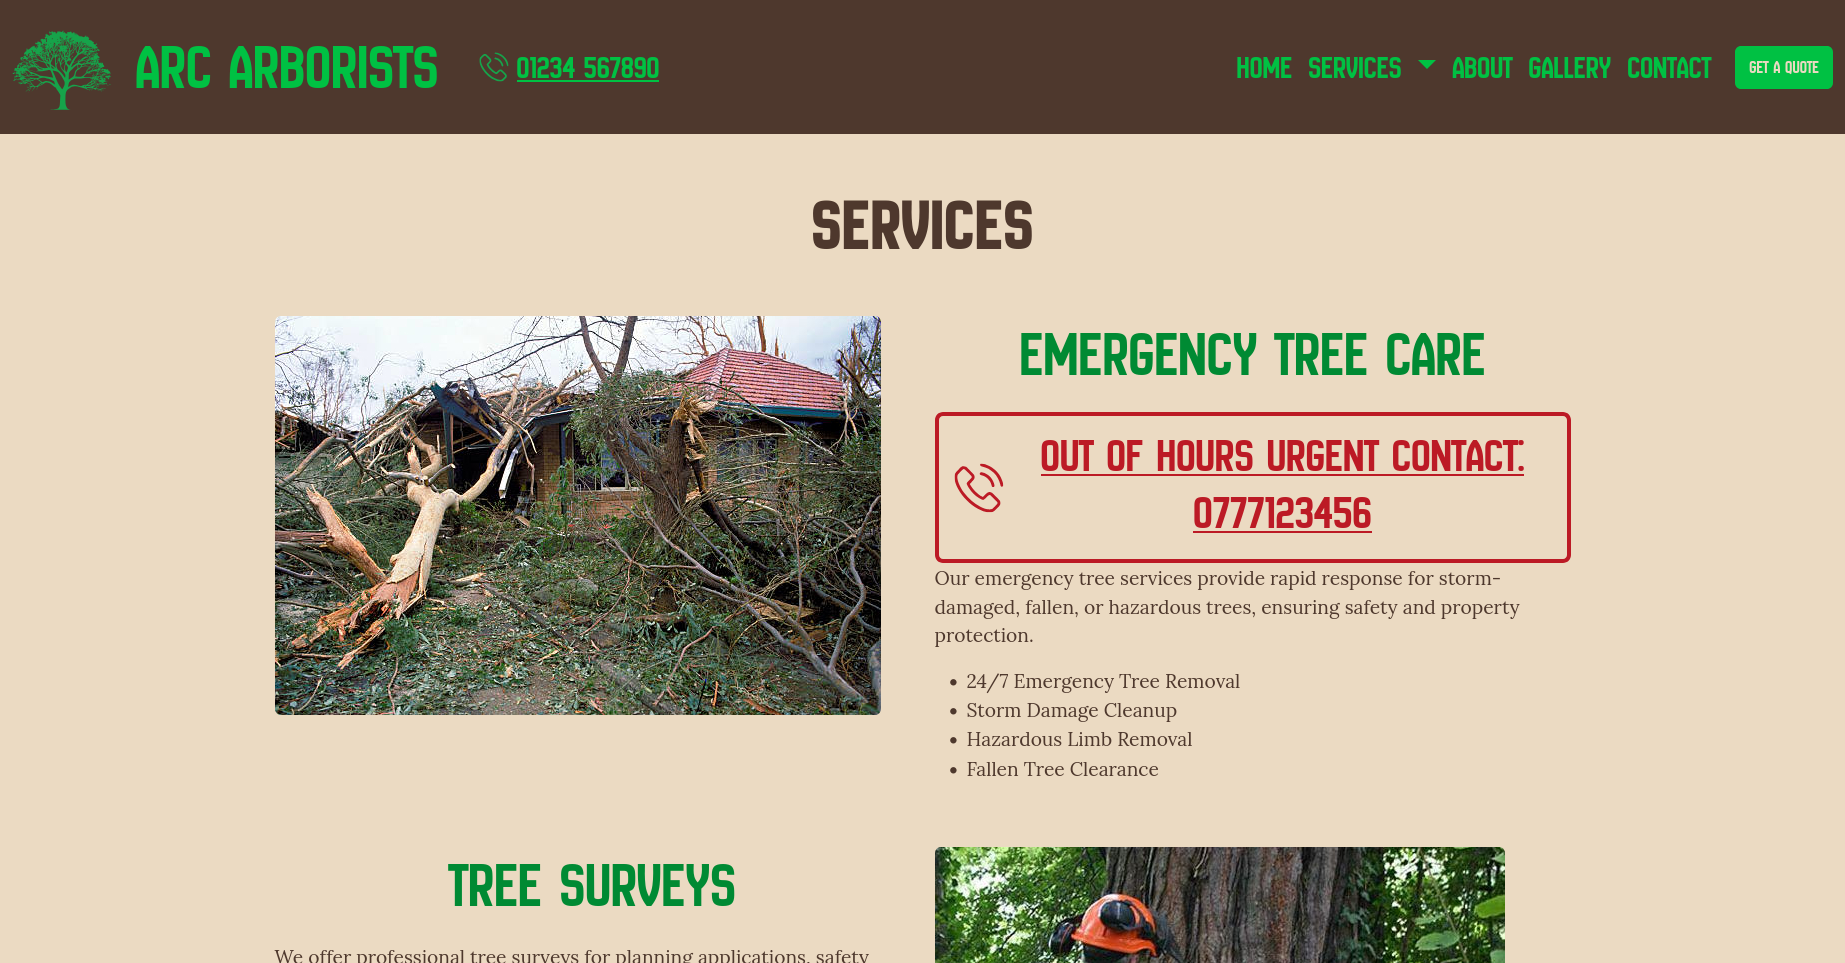 ARC ARBORISTS
01234 567890
HOME SERVICES ABOUT GALLERY CONTACT GET A QUOTE
SERVICES
EMERGENCY TREE CARE
OUT OF HOURS URGENT CONTACT:
0777123456
Our emergency tree services provide rapid response for storm-
damaged, fallen, or hazardous trees, ensuring safety and property
protection.
• 24/7 Emergency Tree Removal
• Storm Damage Cleanup
• Hazardous Limb Removal
• Fallen Tree Clearance
TREE SURVEYS
We offer professional tree surveys for planning applications, safety